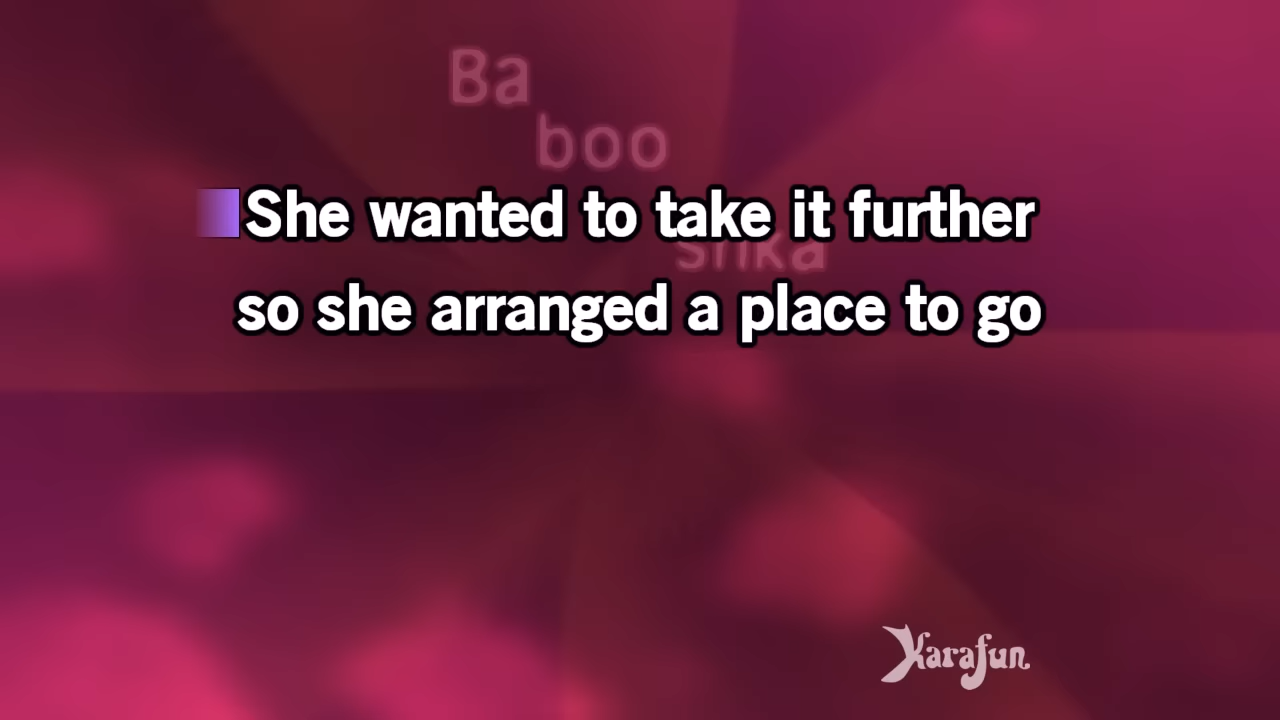 Ba
boo
shka
She wanted to take it further
so she arranged a place to go
Karafun